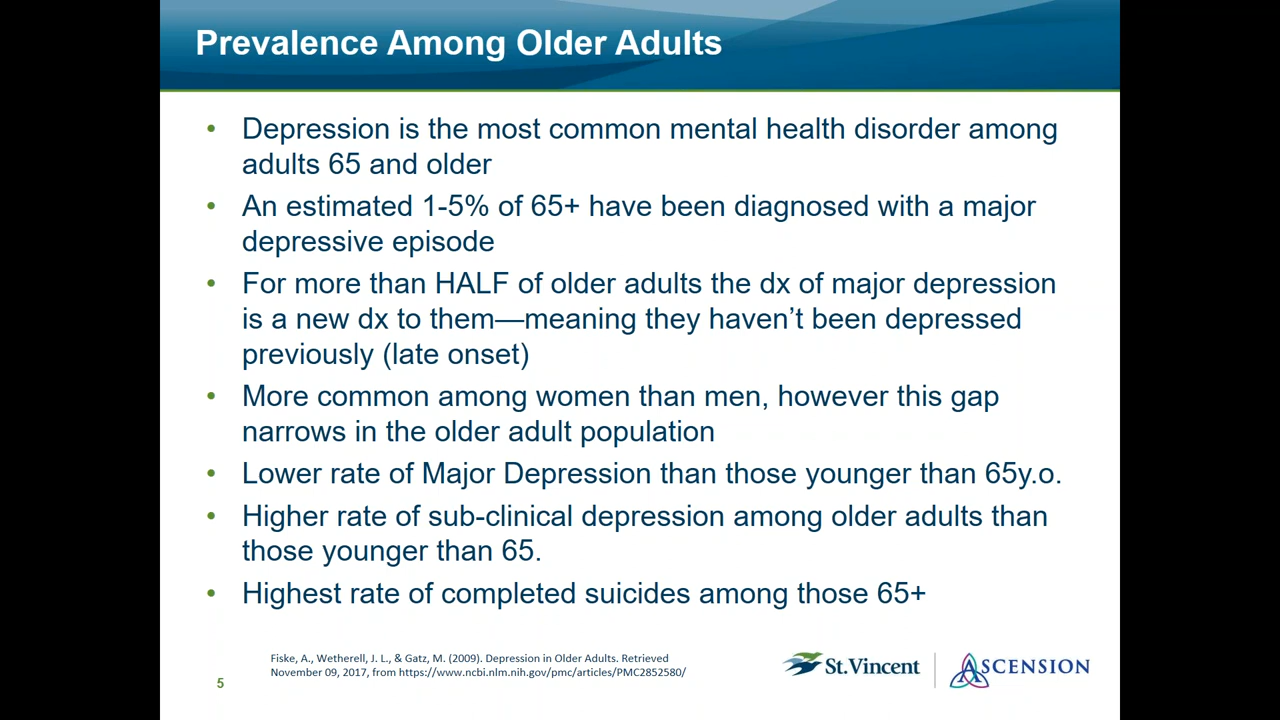 Prevalence Among Older Adults
• Depression is the most common mental health disorder among
adults 65 and older
• An estimated 1-5% of 65+ have been diagnosed with a major
depressive episode
• For more than HALF of older adults the dx of major depression
is a new dx to them—meaning they haven’t been depressed
previously (late onset)
• More common among women than men, however this gap
narrows in the older adult population
• Lower rate of Major Depression than those younger than 65y.o.
• Higher rate of sub-clinical depression among older adults than
those younger than 65.
• Highest rate of completed suicides among those 65+
Fiske, A., Wetherell, J. L., & Gatz, M. (2009). Depression in Older Adults. Retrieved
November 09, 2017, from https://www.ncbi.nlm.nih.gov/pmc/articles/PMC2852580/
5
St.Vincent
ASCENSION